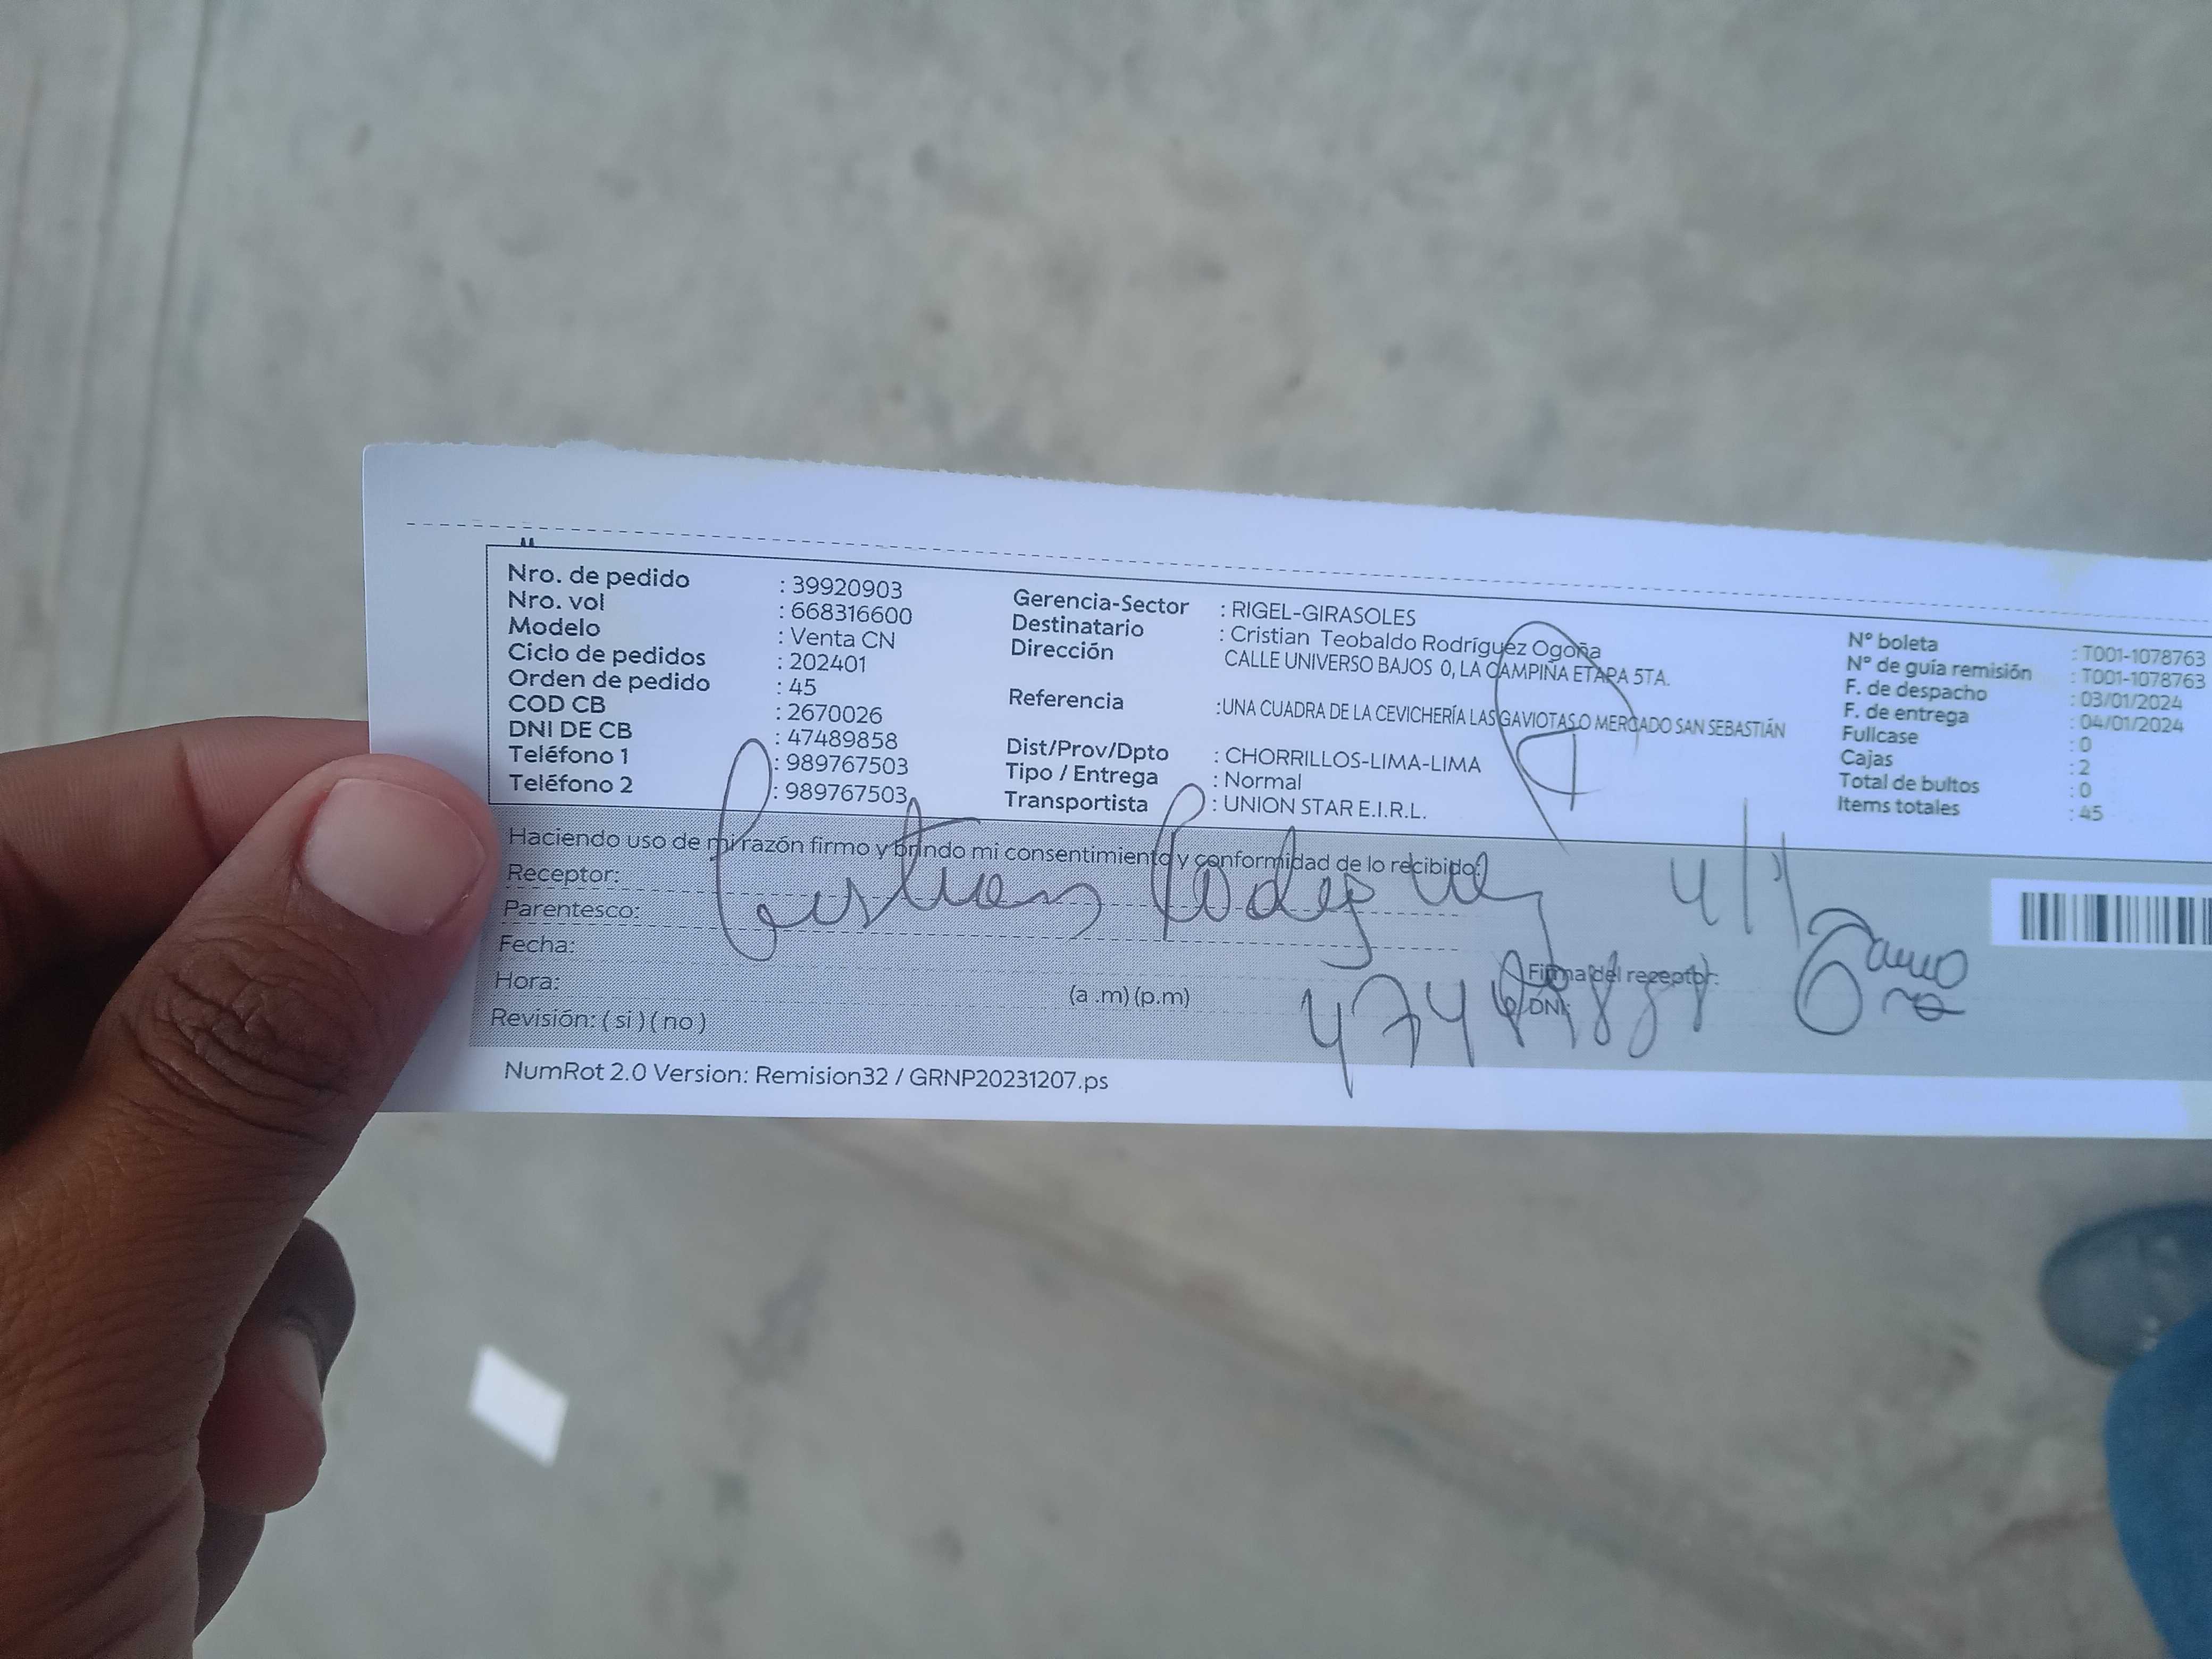 Nro. de pedido : 39920903
Nro. vol : 668316600
Modelo : Venta CN
Ciclo de pedidos : 202401
Orden de pedido : 45
COD CB : 2670026
DNI DE CB : 47489858
Teléfono 1 : 989767503
Teléfono 2 : 989767503
Gerencia-Sector : RIGEL-GIRASOLES
Destinatario : Cristian Teobaldo Rodríguez Ogoña
Dirección CALLE UNIVERSO BAJOS 0, LA CAMPIÑA ETAPA 5TA.
Referencia :UNA CUADRA DE LA CEVICHERÍA LAS GAVIOTAS O MERCADO SAN SEBASTIÁN
Dist/Prov/Dpto : CHORRILLOS-LIMA-LIMA
Tipo / Entrega : Normal
Transportista : UNION STAR E.I.R.L.
N° boleta : T001-1078763
N° de guía remisión : T001-1078763
F. de despacho : 03/01/2024
F. de entrega : 04/01/2024
Fullcase : 0
Cajas : 2
Total de bultos : 0
Items totales : 45
Haciendo uso de mi razón firmo y brindo mi consentimiento y conformidad de lo recibido:
Receptor:
Parentesco:
Fecha:
Hora: (a .m) (p.m)
Revisión: ( si ) ( no )
Firma del receptor:
DNI:
NumRot 2.0 Version: Remision32 / GRNP20231207.ps